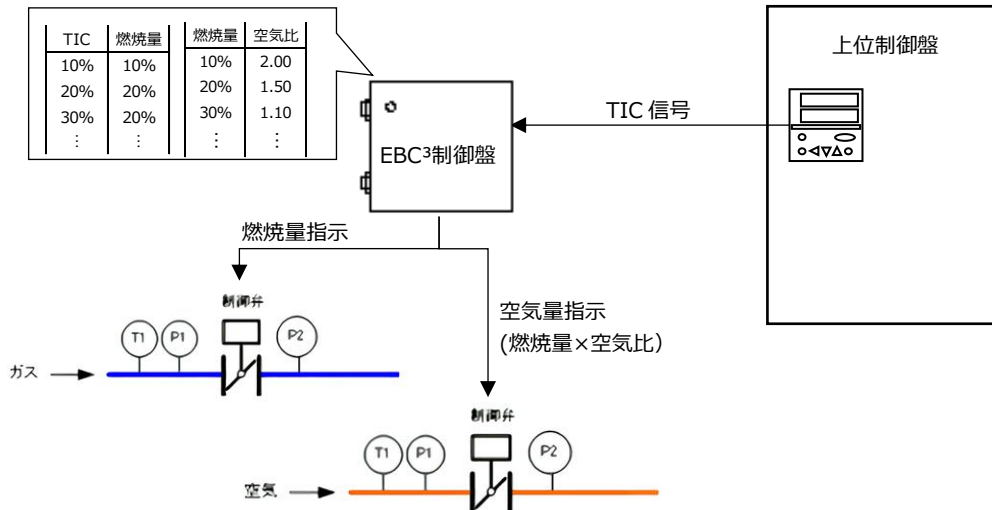 TIC 燃焼量 燃焼量 空気比
10% 10% 10% 2.00
20% 20% 20% 1.50
30% 20% 30% 1.10
⋮ ⋮ ⋮ ⋮
上位制御盤
TIC 信号
EBC³制御盤
燃焼量指示
制御弁
T1 P1 P2
ガス
空気量指示
(燃焼量×空気比)
制御弁
T1 P1 P2
空気